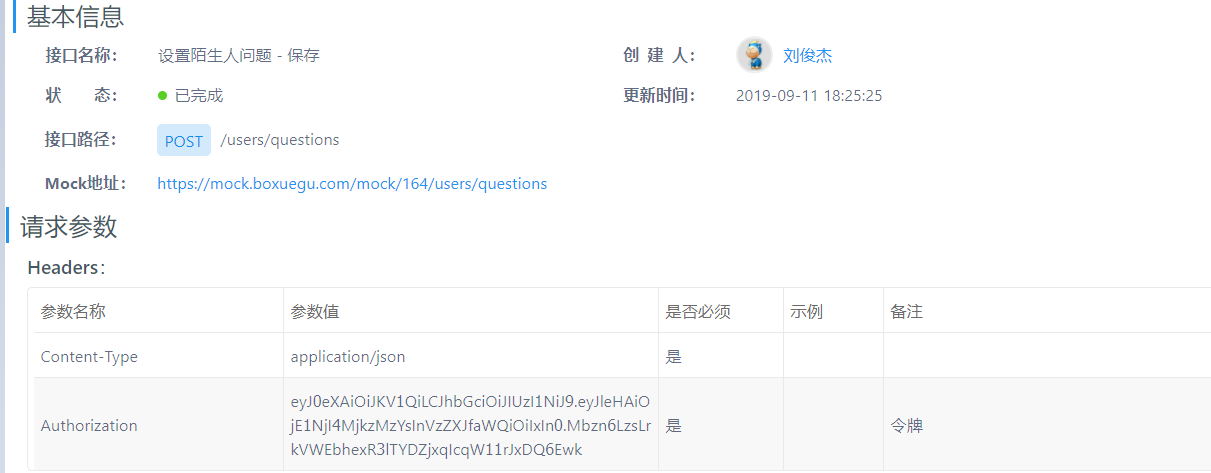 基本信息
接口名称： 设置陌生人问题 - 保存 创 建 人： 刘俊杰
状 态： 已完成 更新时间： 2019-09-11 18:25:25
接口路径： POST /users/questions
Mock地址： https://mock.boxuegu.com/mock/164/users/questions
请求参数
Headers：
参数名称 参数值 是否必须 示例 备注
Content-Type application/json 是
eyJ0eXAiOiJKV1QiLCJhbGciOiJIUzI1NiJ9.eyJleHAiO
Authorization jE1NjI4MjkzMzYsInVzZXJfaWQiOiIxIn0.Mbzn6LzsLr 是 令牌
kVWEbhexR3lTYDZjxqIcqW11rJxDQ6Ewk